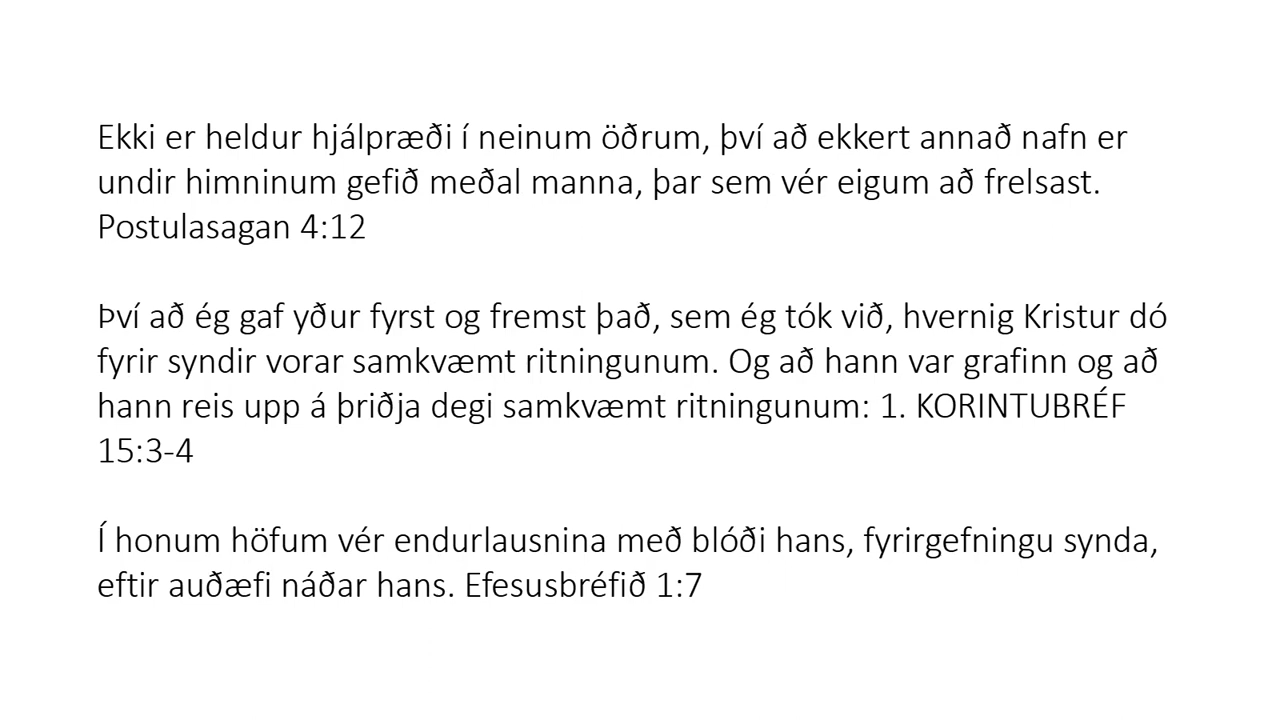 Ekki er heldur hjálpræði í neinum öðrum, því að ekkert annað nafn er
undir himninum gefið meðal manna, þar sem vér eigum að frelsast.
Postulasagan 4:12
Því að ég gaf yður fyrst og fremst það, sem ég tók við, hvernig Kristur dó
fyrir syndir vorar samkvæmt ritningunum. Og að hann var grafinn og að
hann reis upp á þriðja degi samkvæmt ritningunum: 1. KORINTUBRÉF
15:3-4
Í honum höfum vér endurlausnina með blóði hans, fyrirgefningu synda,
eftir auðæfi náðar hans. Efesusbréfið 1:7